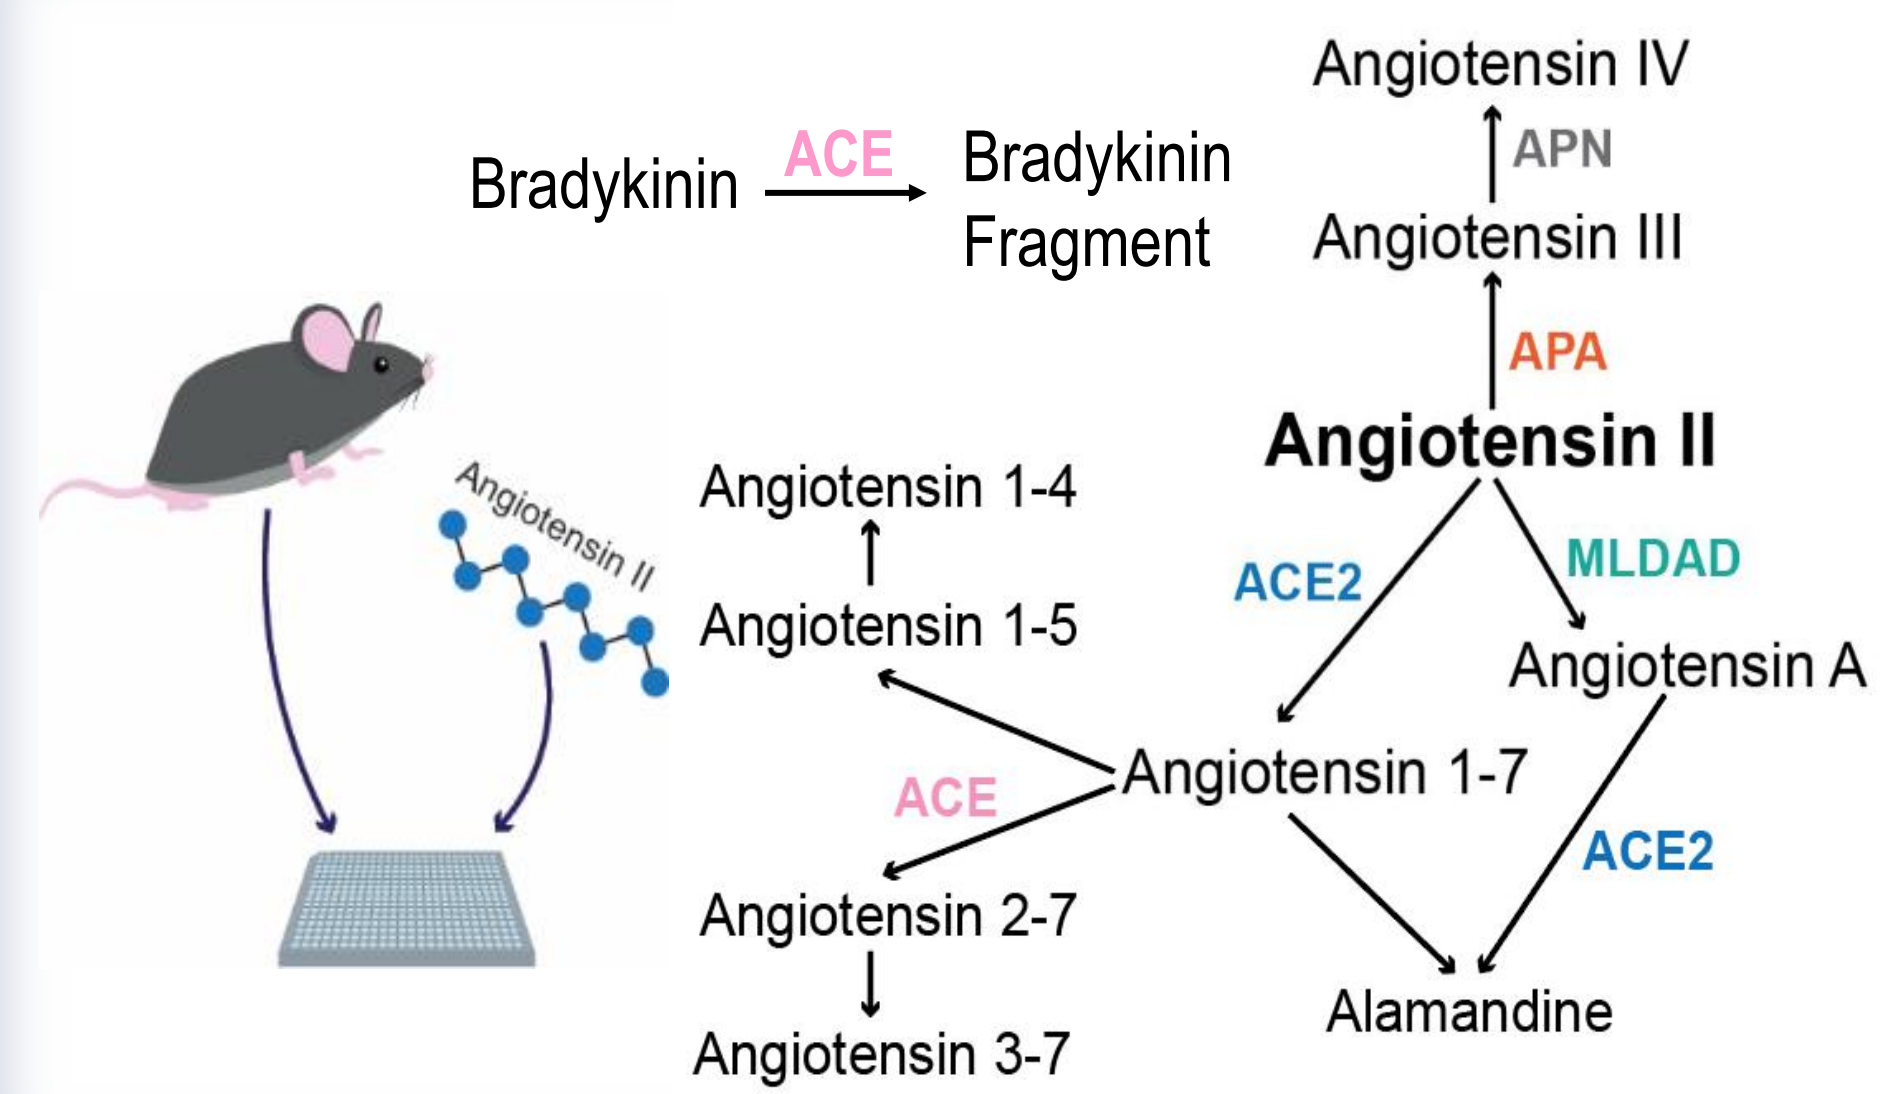 Bradykinin
ACE
Bradykinin
Fragment
Angiotensin IV
APN
Angiotensin III
APA
Angiotensin II
ACE2
MLDAD
Angiotensin A
Angiotensin 1-7
ACE2
Alamandine
ACE
Angiotensin 1-4
Angiotensin 1-5
Angiotensin 2-7
Angiotensin 3-7
Angiotensin II